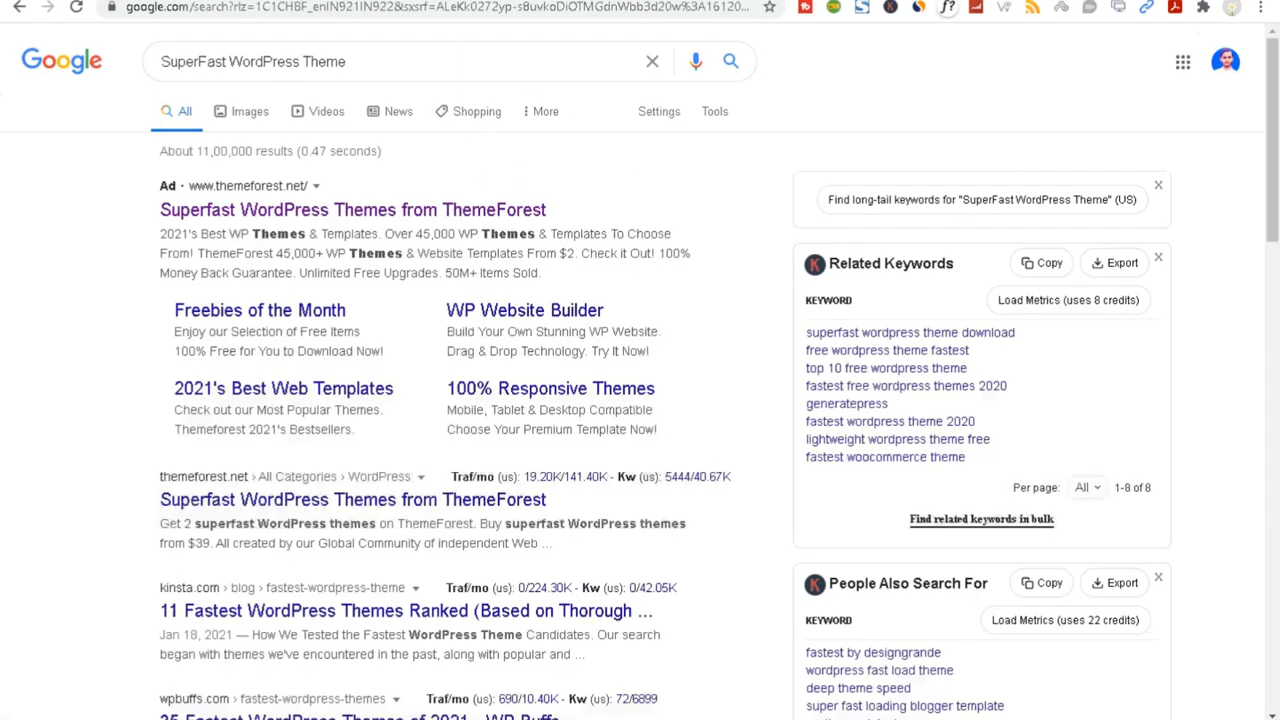 google.com/search?rlz=1C1CHBF_enIN921IN922&sxsrf=ALeKk0272yp-s8uvkoDiOTMGdnWbb3d20w%3A16120...
Google
SuperFast WordPress Theme
All
Images
Videos
News
Shopping
More
Settings
Tools
About 11,00,000 results (0.47 seconds)
Ad · www.themeforest.net/
Superfast WordPress Themes from ThemeForest
2021's Best WP Themes & Templates. Over 45,000 WP Themes & Templates To Choose
From! ThemeForest 45,000+ WP Themes & Website Templates From $2. Check it Out! 100%
Money Back Guarantee. Unlimited Free Upgrades. 50M+ Items Sold.
Freebies of the Month
Enjoy our Selection of Free Items
100% Free for You to Download Now!
WP Website Builder
Build Your Own Stunning WP Website.
Drag & Drop Technology. Try It Now!
2021's Best Web Templates
Check out our Most Popular Themes.
Themeforest 2021's Bestsellers.
100% Responsive Themes
Mobile, Tablet & Desktop Compatible
Choose Your Premium Template Now!
themeforest.net › All Categories › WordPress
Traf/mo (us): 19.20K/141.40K - Kw (us): 5444/40.67K
Superfast WordPress Themes from ThemeForest
Get 2 superfast WordPress themes on ThemeForest. Buy superfast WordPress themes
from $39. All created by our Global Community of independent Web ...
kinsta.com › blog › fastest-wordpress-theme
Traf/mo (us): 0/224.30K - Kw (us): 0/42.05K
11 Fastest WordPress Themes Ranked (Based on Thorough ...
Jan 18, 2021 — How We Tested the Fastest WordPress Theme Candidates. Our search
began with themes we've encountered in the past, along with popular and ...
wpbuffs.com › fastest-wordpress-themes
Traf/mo (us): 690/10.40K - Kw (us): 72/6899
35 Fastest WordPress Themes of 2021 - WP Buffs
Find long-tail keywords for "SuperFast WordPress Theme" (US)
K Related Keywords
Copy
Export
KEYWORD
Load Metrics (uses 8 credits)
superfast wordpress theme download
free wordpress theme fastest
top 10 free wordpress theme
fastest free wordpress themes 2020
generatepress
fastest wordpress theme 2020
lightweight wordpress theme free
fastest woocommerce theme
Per page: All 1-8 of 8
Find related keywords in bulk
K People Also Search For
Copy
Export
KEYWORD
Load Metrics (uses 22 credits)
fastest by designgrande
wordpress fast load theme
deep theme speed
super fast loading blogger template